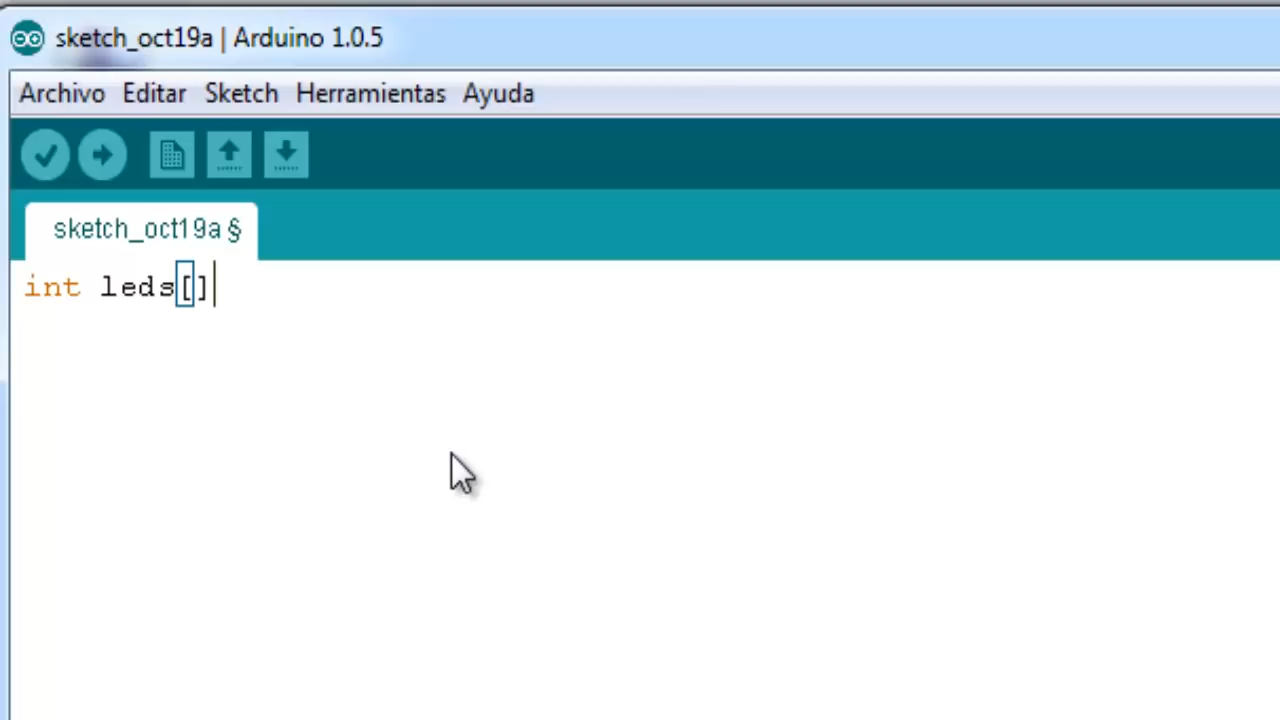 sketch_oct19a | Arduino 1.0.5
Archivo Editar Sketch Herramientas Ayuda
sketch_oct19a §
int leds[]